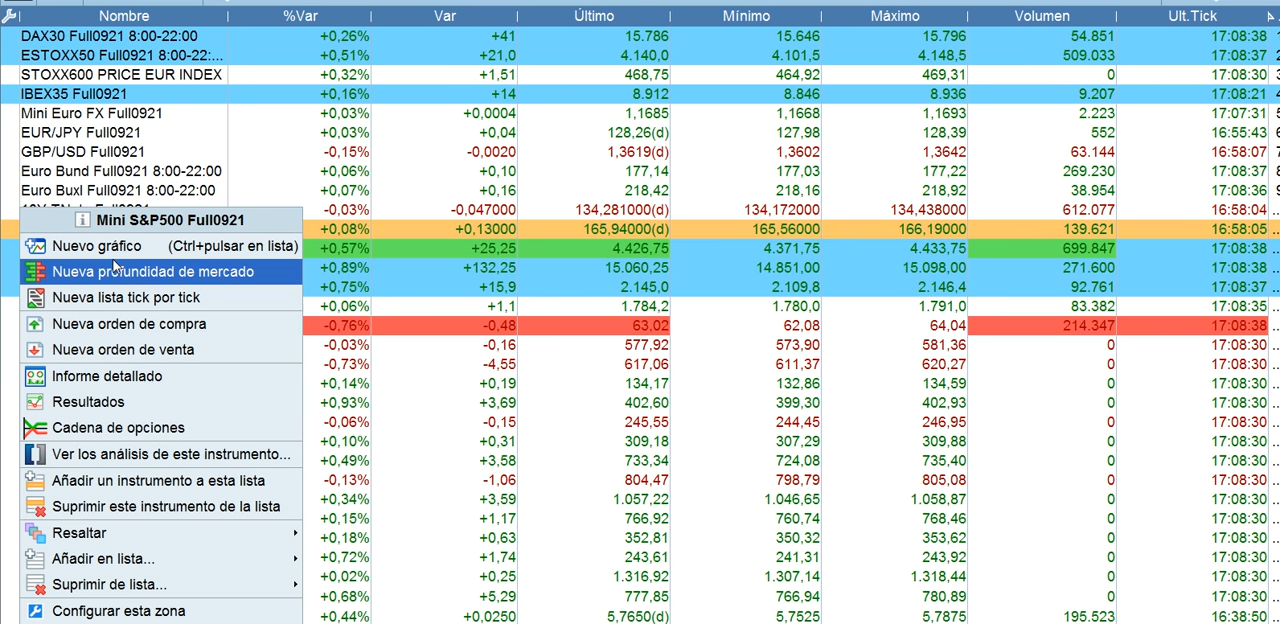 Nombre %Var Var Último Mínimo Máximo Volumen Ult.Tick
DAX30 Full0921 8:00-22:00 +0,26% +41 15.786 15.646 15.796 54.851 17:08:38
ESTOXX50 Full0921 8:00-22:... +0,51% +21,0 4.140,0 4.101,5 4.148,5 509.033 17:08:37
STOXX600 PRICE EUR INDEX +0,32% +1,51 468,75 464,92 469,31 0 17:08:30
IBEX35 Full0921 +0,16% +14 8.912 8.846 8.936 9.207 17:08:21
Mini Euro FX Full0921 +0,03% +0,0004 1,1685 1,1668 1,1693 2.223 17:07:31
EUR/JPY Full0921 +0,03% +0,04 128,26(d) 127,98 128,39 552 16:55:43
GBP/USD Full0921 -0,15% -0,0020 1,3619(d) 1,3602 1,3642 63.144 16:58:07
Euro Bund Full0921 8:00-22:00 +0,06% +0,10 177,14 177,03 177,22 269.230 17:08:37
Euro Buxl Full0921 8:00-22:00 +0,07% +0,16 218,42 218,16 218,92 38.954 17:08:36
-0,03% -0,047000 134,281000(d) 134,172000 134,438000 612.077 16:58:04
Mini S&P500 Full0921
+0,08% +0,13000 165,94000(d) 165,56000 166,19000 139.621 16:58:05
Nuevo gráfico (Ctrl+pulsar en lista) +0,57% +25,25 4.426,75 4.371,75 4.433,75 699.847 17:08:38
Nueva profundidad de mercado +0,89% +132,25 15.060,25 14.851,00 15.098,00 271.600 17:08:38
+0,75% +15,9 2.145,0 2.109,8 2.146,4 92.761 17:08:37
Nueva lista tick por tick +0,06% +1,1 1.784,2 1.780,0 1.791,0 83.382 17:08:35
Nueva orden de compra -0,76% -0,48 63,02 62,08 64,04 214.347 17:08:38
Nueva orden de venta -0,03% -0,16 577,92 573,90 581,36 0 17:08:30
-0,73% -4,55 617,06 611,37 620,27 0 17:08:30
Informe detallado +0,14% +0,19 134,17 132,86 134,59 0 17:08:30
Resultados +0,93% +3,69 402,60 399,30 402,93 0 17:08:30
Cadena de opciones -0,06% -0,15 245,55 244,45 246,95 0 17:08:30
+0,10% +0,31 309,18 307,29 309,88 0 17:08:30
Ver los análisis de este instrumento... +0,49% +3,58 733,34 724,08 735,40 0 17:08:30
Añadir un instrumento a esta lista -0,13% -1,06 804,47 798,79 805,08 0 17:08:30
Suprimir este instrumento de la lista +0,34% +3,59 1.057,22 1.046,65 1.058,87 0 17:08:30
+0,15% +1,17 766,92 760,74 768,46 0 17:08:30
Resaltar +0,18% +0,63 352,81 350,32 353,62 0 17:08:30
Añadir en lista... +0,72% +1,74 243,61 241,31 243,92 0 17:08:30
Suprimir de lista... +0,02% +0,25 1.316,92 1.307,14 1.318,44 0 17:08:30
+0,68% +5,29 777,85 766,94 780,89 0 17:08:30
Configurar esta zona +0,44% +0,0250 5,7650(d) 5,7525 5,7875 195.523 16:38:50